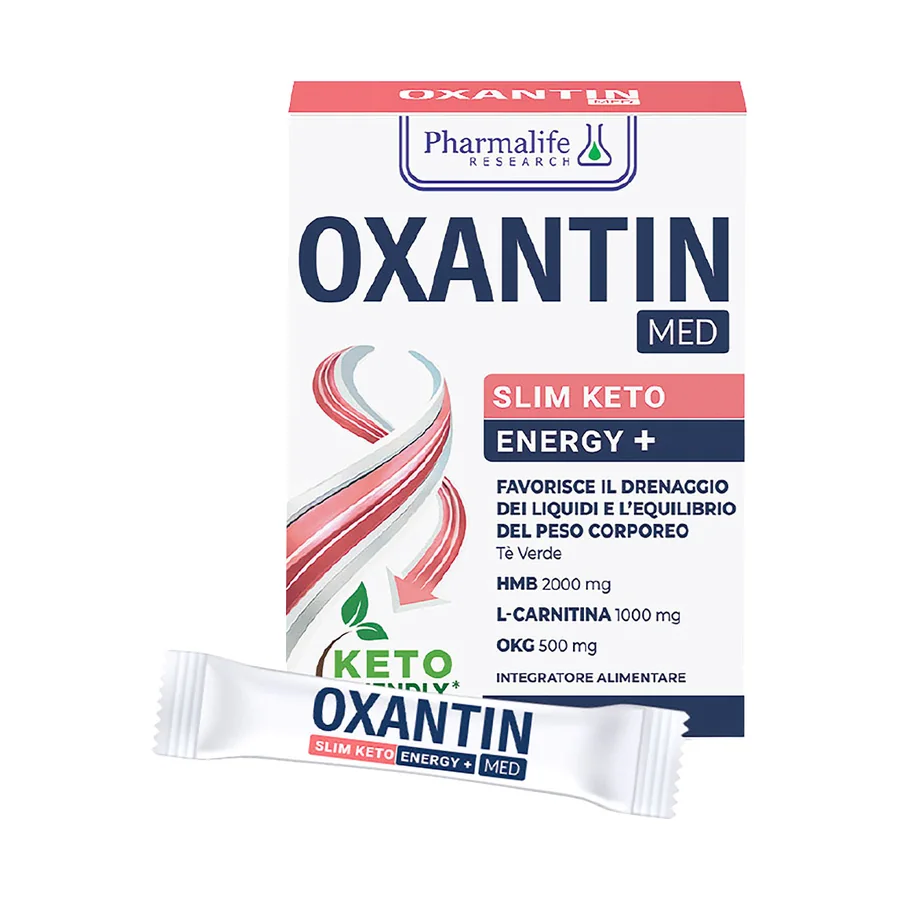 OXANTIN
MED
Pharmalife
RESEARCH
OXANTIN
MED
SLIM KETO
ENERGY +
FAVORISCE IL DRENAGGIO
DEI LIQUIDI E L'EQUILIBRIO
DEL PESO CORPOREO
Tè Verde
HMB 2000 mg
L-CARNITINA 1000 mg
OKG 500 mg
INTEGRATORE ALIMENTARE
KETO
OXANTIN
SLIM KETO ENERGY + MED